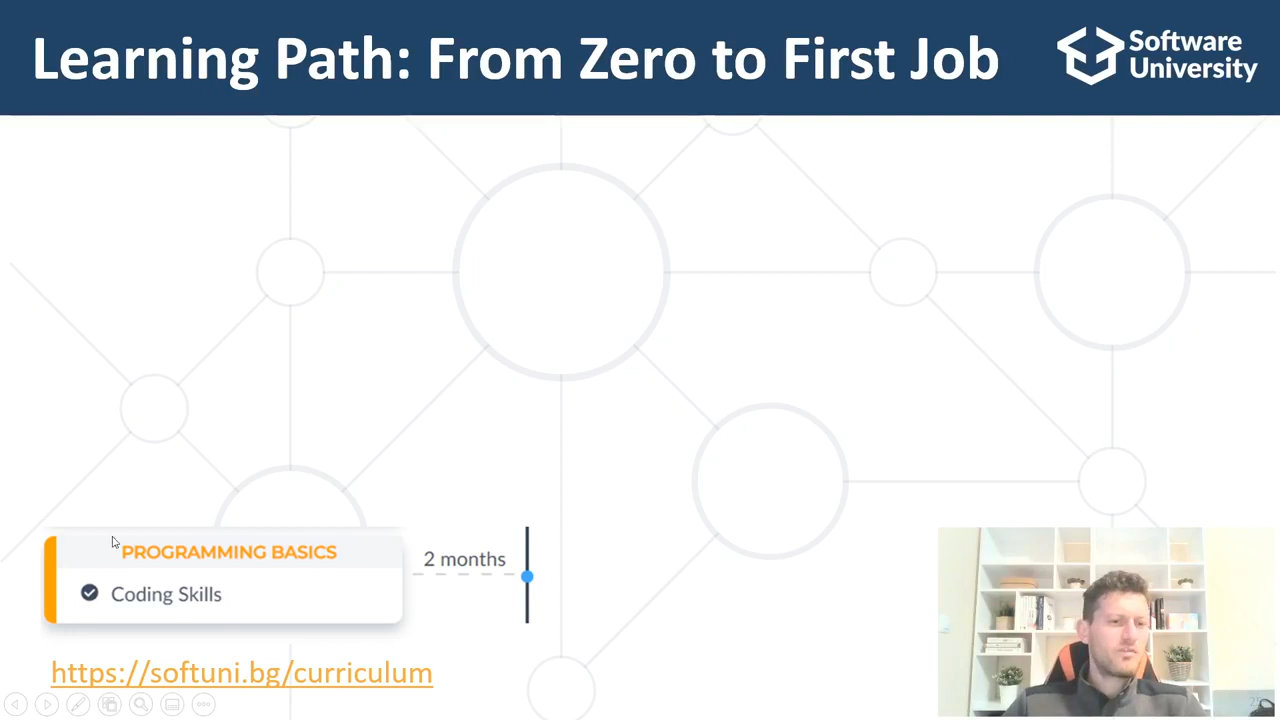 Learning Path: From Zero to First Job
Software
University
PROGRAMMING BASICS
Coding Skills
2 months
https://softuni.bg/curriculum